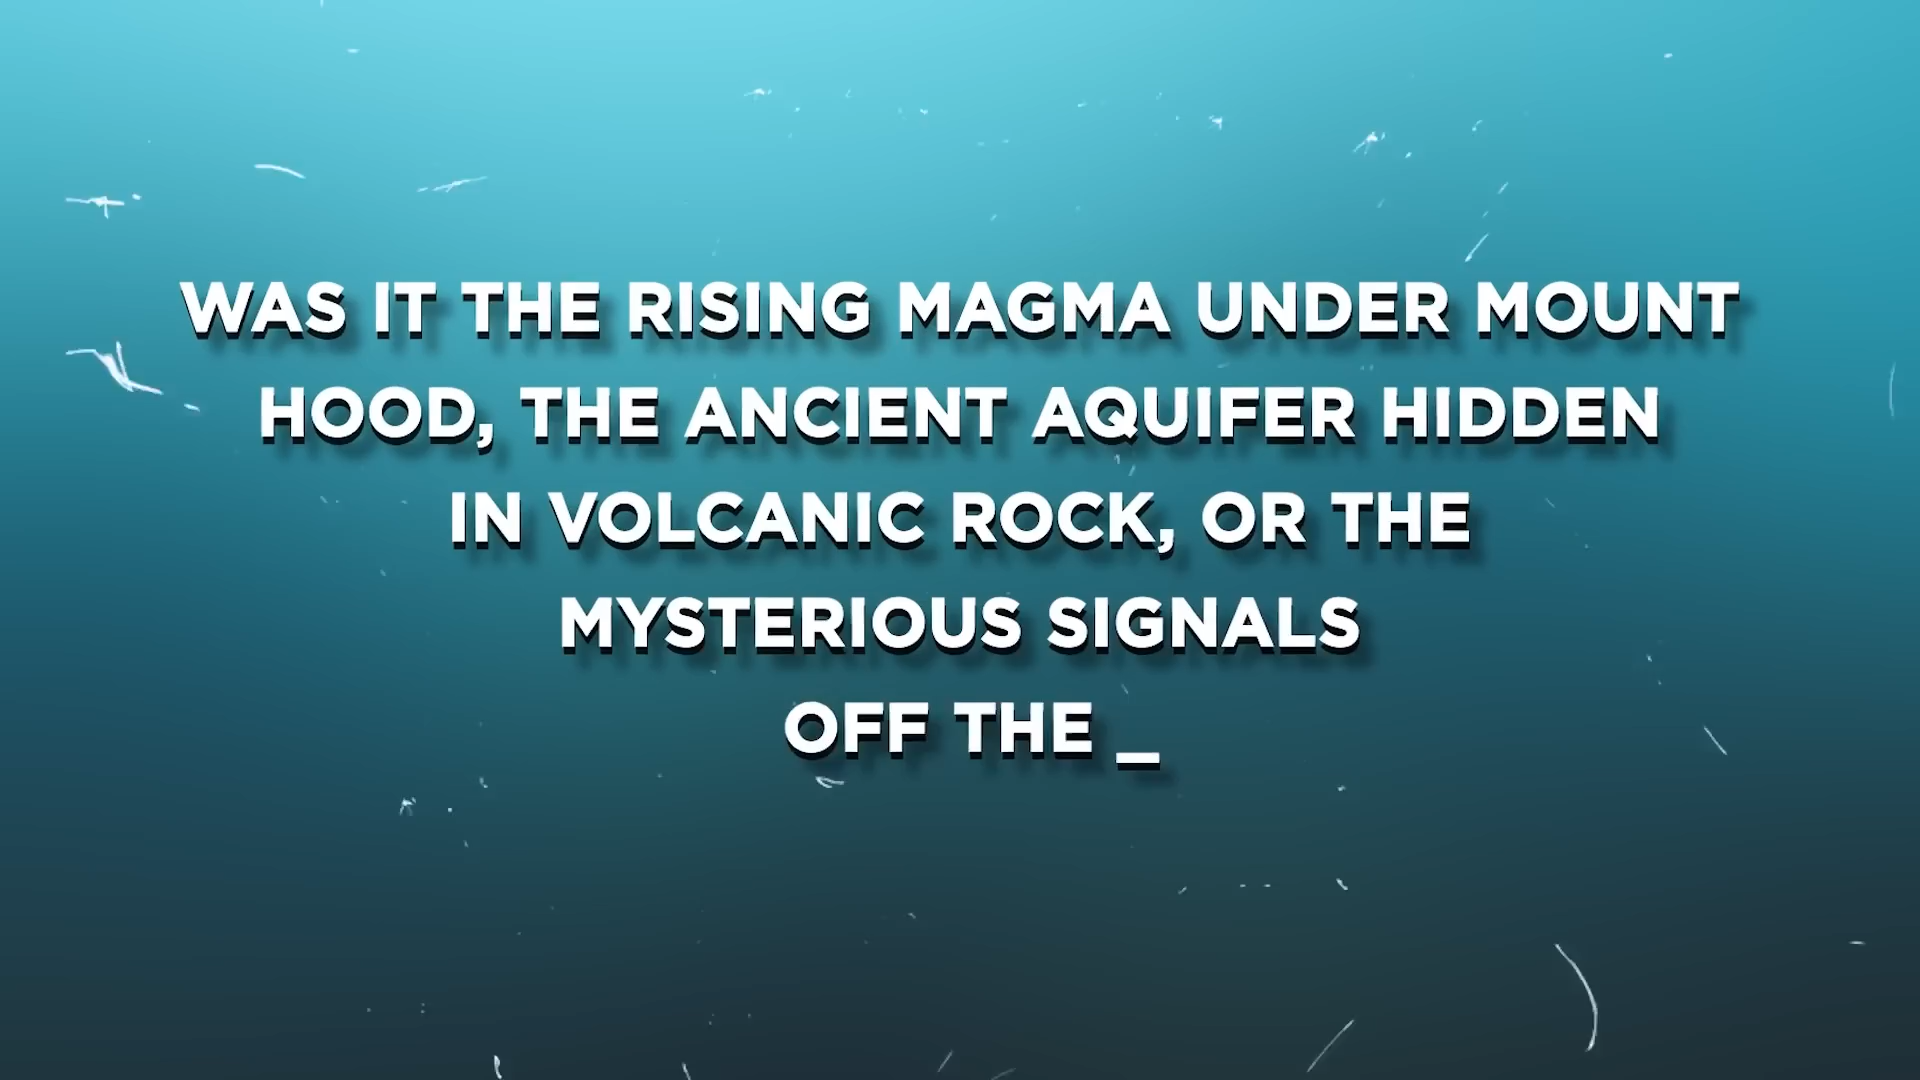 WAS IT THE RISING MAGMA UNDER MOUNT
HOOD, THE ANCIENT AQUIFER HIDDEN
IN VOLCANIC ROCK, OR THE
MYSTERIOUS SIGNALS
OFF THE _